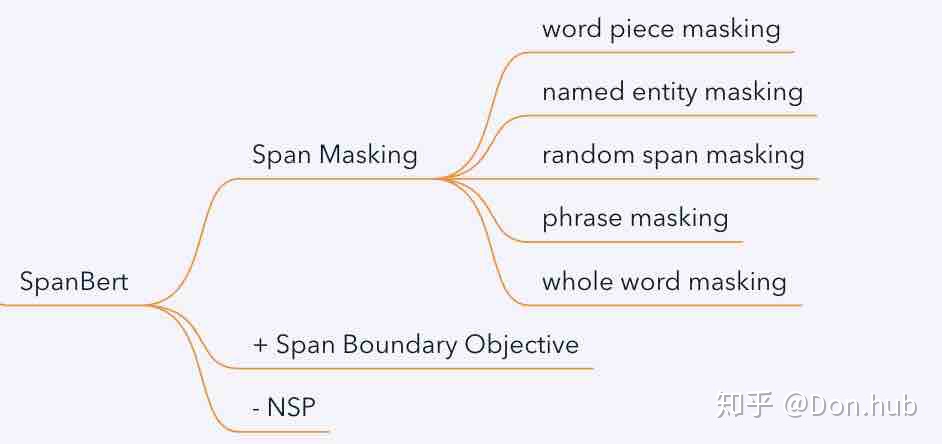 word piece masking
named entity masking
Span Masking
random span masking
phrase masking
SpanBert
whole word masking
+ Span Boundary Objective
- NSP
知乎 @Don.hub